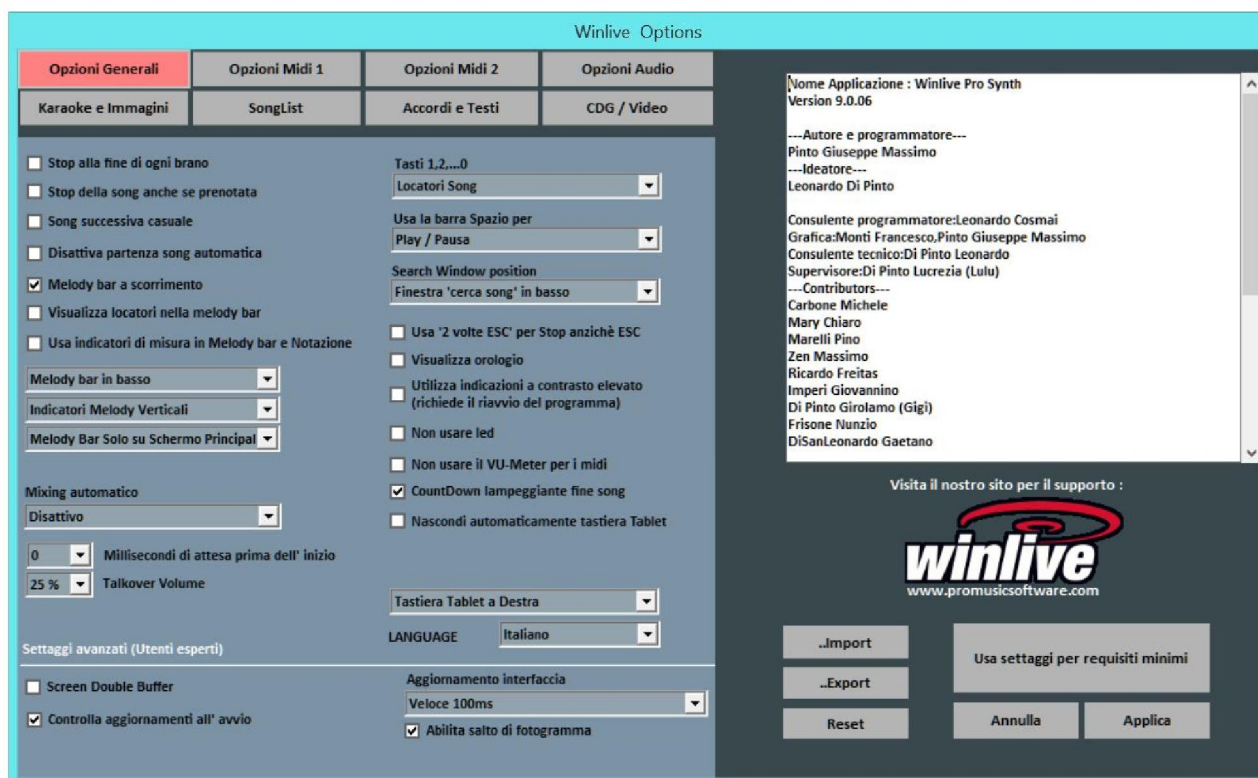 Winlive Options
Opzioni Generali
Opzioni Midi 1
Opzioni Midi 2
Opzioni Audio
Karaoke e Immagini
SongList
Accordi e Testi
CDG / Video
Stop alla fine di ogni brano
Stop della song anche se prenotata
Song successiva casuale
Disattiva partenza song automatica
Melody bar a scorrimento
Visualizza locatori nella melody bar
Usa indicatori di misura in Melody bar e Notazione
Melody bar in basso
Indicatori Melody Verticali
Melody Bar Solo su Schermo Principal
Mixing automatico
Disattivo
0 Millisecondi di attesa prima dell' inizio
25 % Talkover Volume
Tasti 1,2,...0
Locatori Song
Usa la barra Spazio per
Play / Pausa
Search Window position
Finestra 'cerca song' in basso
Usa '2 volte ESC' per Stop anzichè ESC
Visualizza orologio
Utilizza indicazioni a contrasto elevato
(richiede il riavvio del programma)
Non usare led
Non usare il VU-Meter per i midi
CountDown lampeggiante fine song
Nascondi automaticamente tastiera Tablet
Tastiera Tablet a Destra
LANGUAGE Italiano
Settaggi avanzati (Utenti esperti)
Screen Double Buffer
Controlla aggiornamenti all' avvio
Aggiornamento interfaccia
Veloce 100ms
Abilita salto di fotogramma
Nome Applicazione : Winlive Pro Synth
Version 9.0.06
---Autore e programmatore---
Pinto Giuseppe Massimo
---Ideatore---
Leonardo Di Pinto
Consulente programmatore:Leonardo Cosmai
Grafica:Monti Francesco,Pinto Giuseppe Massimo
Consulente tecnico:Di Pinto Leonardo
Supervisore:Di Pinto Lucrezia (Lulu)
---Contributors---
Carbone Michele
Mary Chiaro
Marelli Pino
Zen Massimo
Ricardo Freitas
Imperi Giovannino
Di Pinto Girolamo (Gigi)
Frisone Nunzio
DiSanLeonardo Gaetano
Visita il nostro sito per il supporto :
winlive
www.promusicsoftware.com
..Import
..Export
Reset
Usa settaggi per requisiti minimi
Annulla
Applica